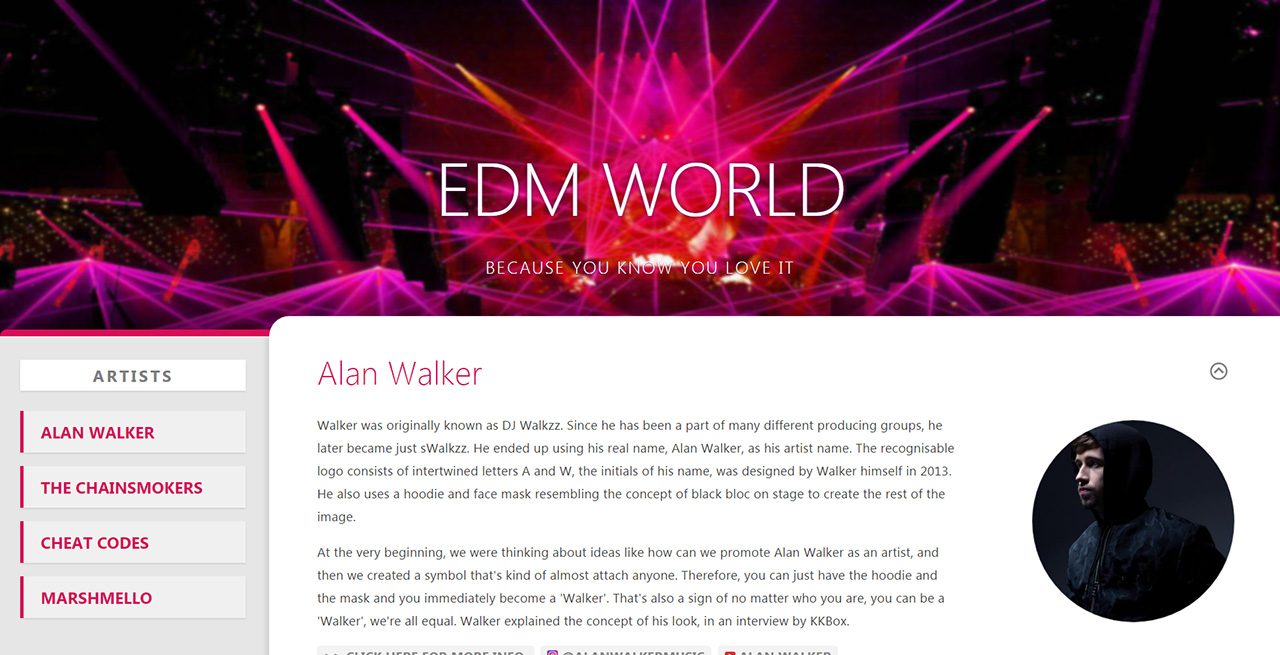 EDM WORLD
BECAUSE YOU KNOW YOU LOVE IT
ARTISTS
ALAN WALKER
THE CHAINSMOKERS
CHEAT CODES
MARSHMELLO
Alan Walker
Walker was originally known as DJ Walkzz. Since he has been a part of many different producing groups, he
later became just sWalkzz. He ended up using his real name, Alan Walker, as his artist name. The recognisable
logo consists of intertwined letters A and W, the initials of his name, was designed by Walker himself in 2013.
He also uses a hoodie and face mask resembling the concept of black bloc on stage to create the rest of the
image.
At the very beginning, we were thinking about ideas like how can we promote Alan Walker as an artist, and
then we created a symbol that's kind of almost attach anyone. Therefore, you can just have the hoodie and
the mask and you immediately become a 'Walker'. That's also a sign of no matter who you are, you can be a
'Walker', we're all equal. Walker explained the concept of his look, in an interview by KKBox.
>> CLICK HERE FOR MORE INFO @ALANWALKERMUSIC ALAN WALKER